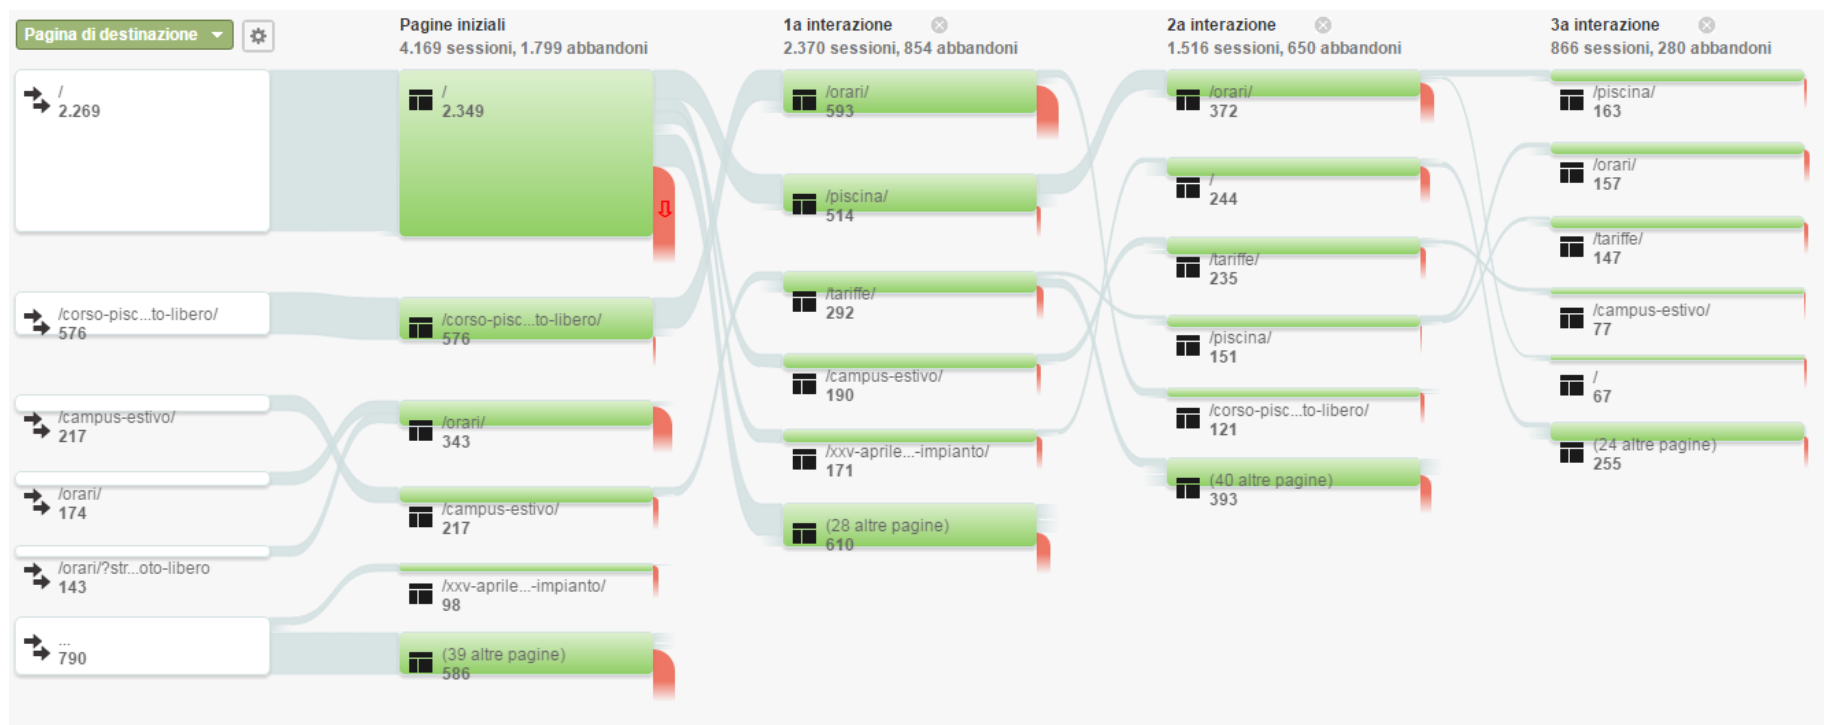 Pagina di destinazione
Pagine iniziali
4.169 sessioni, 1.799 abbandoni
1a interazione
2.370 sessioni, 854 abbandoni
2a interazione
1.516 sessioni, 650 abbandoni
3a interazione
866 sessioni, 280 abbandoni
/
2.269
/corso-pisc...to-libero/
576
/campus-estivo/
217
/orari/
174
/orari/?str...oto-libero
143
...
790
/
2.349
/corso-pisc...to-libero/
576
/orari/
343
/campus-estivo/
217
/xxv-aprile...-impianto/
98
(39 altre pagine)
586
/orari/
593
/piscina/
514
/tariffe/
292
/campus-estivo/
190
/xxv-aprile...-impianto/
171
(28 altre pagine)
610
/orari/
372
/
244
/tariffe/
235
/piscina/
151
/corso-pisc...to-libero/
121
(40 altre pagine)
393
/piscina/
163
/orari/
157
/tariffe/
147
/campus-estivo/
77
/
67
(24 altre pagine)
255